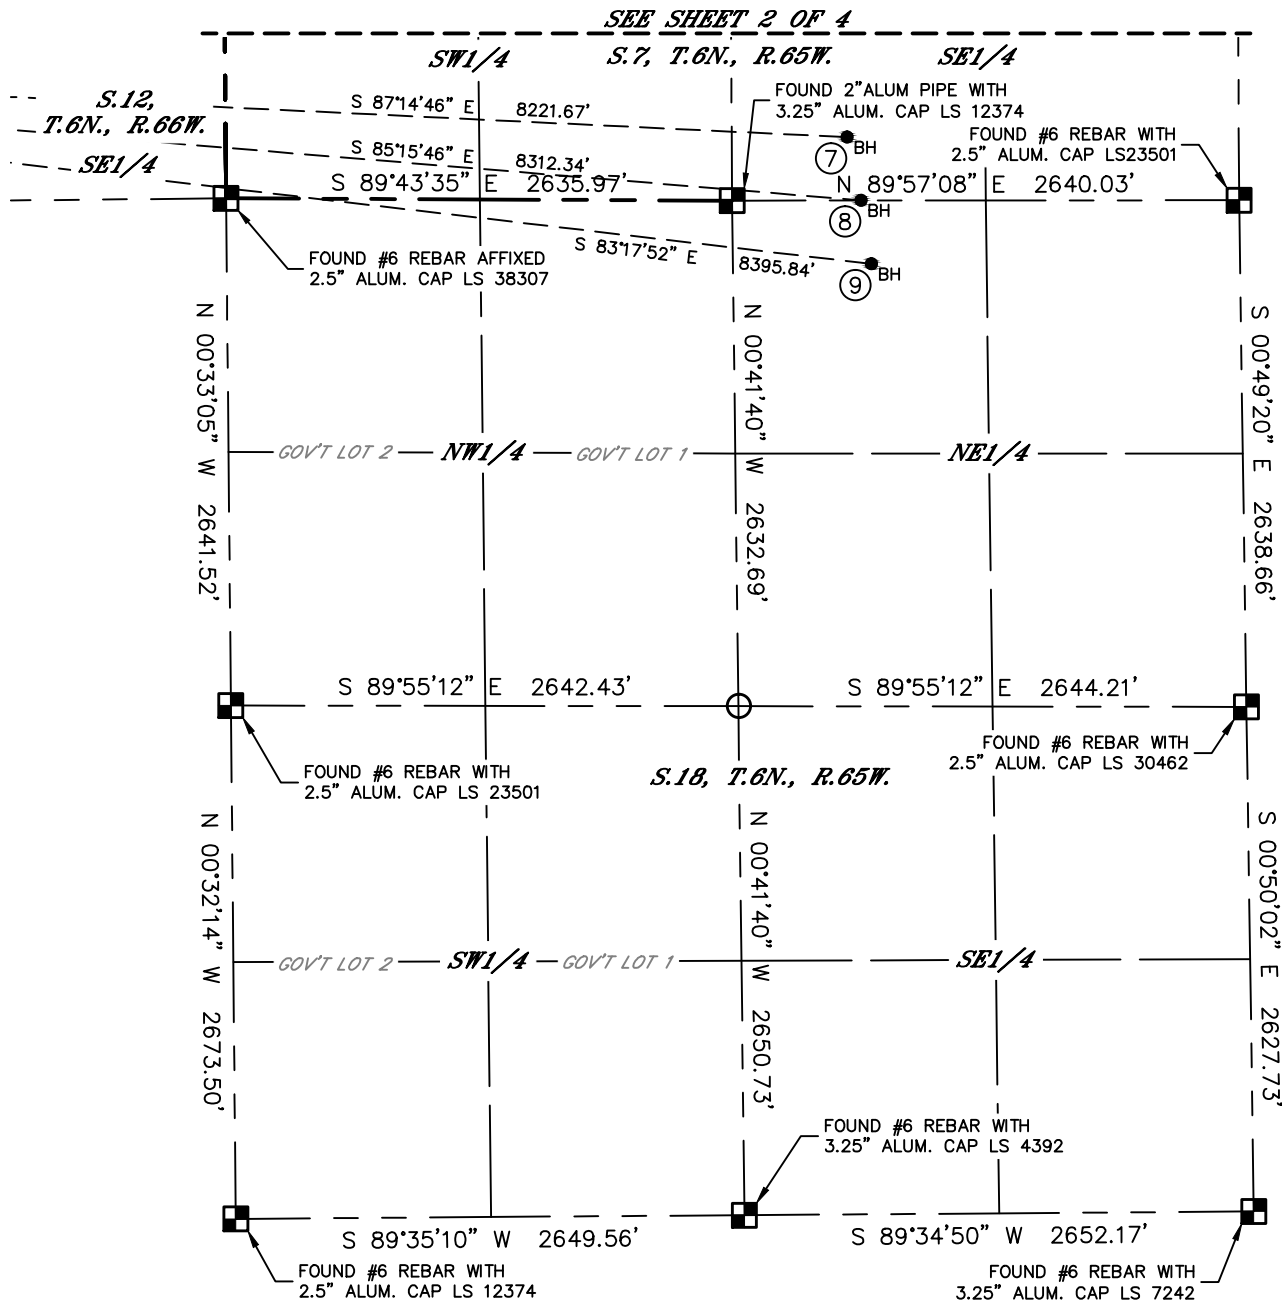 SEE SHEET 2 OF 4
SW1/4
S.7, T.6N., R.65W.
SE1/4
S.12,
T.6N., R.66W.
SE1/4
S 87°14'46" E 8221.67'
S 85°15'46" E 8312.34'
S 89°43'35" E 2635.97'
FOUND 2"ALUM PIPE WITH
3.25" ALUM. CAP LS 12374
FOUND #6 REBAR WITH
2.5" ALUM. CAP LS23501
7
BH
N 89°57'08" E 2640.03'
8
BH
S 83°17'52" E 8395.84'
9
BH
FOUND #6 REBAR AFFIXED
2.5" ALUM. CAP LS 38307
N 00°33'05" W 2641.52'
N 00°41'40" W 2632.69'
S 00°49'20" E 2638.66'
GOV'T LOT 2
NW1/4
GOV'T LOT 1
NE1/4
S 89°55'12" E 2642.43'
S 89°55'12" E 2644.21'
FOUND #6 REBAR WITH
2.5" ALUM. CAP LS 23501
S.18, T.6N., R.65W.
FOUND #6 REBAR WITH
2.5" ALUM. CAP LS 30462
N 00°32'14" W 2673.50'
N 00°41'40" W 2650.73'
S 00°50'02" E 2627.73'
GOV'T LOT 2
SW1/4
GOV'T LOT 1
SE1/4
FOUND #6 REBAR WITH
3.25" ALUM. CAP LS 4392
S 89°35'10" W 2649.56'
S 89°34'50" W 2652.17'
FOUND #6 REBAR WITH
2.5" ALUM. CAP LS 12374
FOUND #6 REBAR WITH
3.25" ALUM. CAP LS 7242